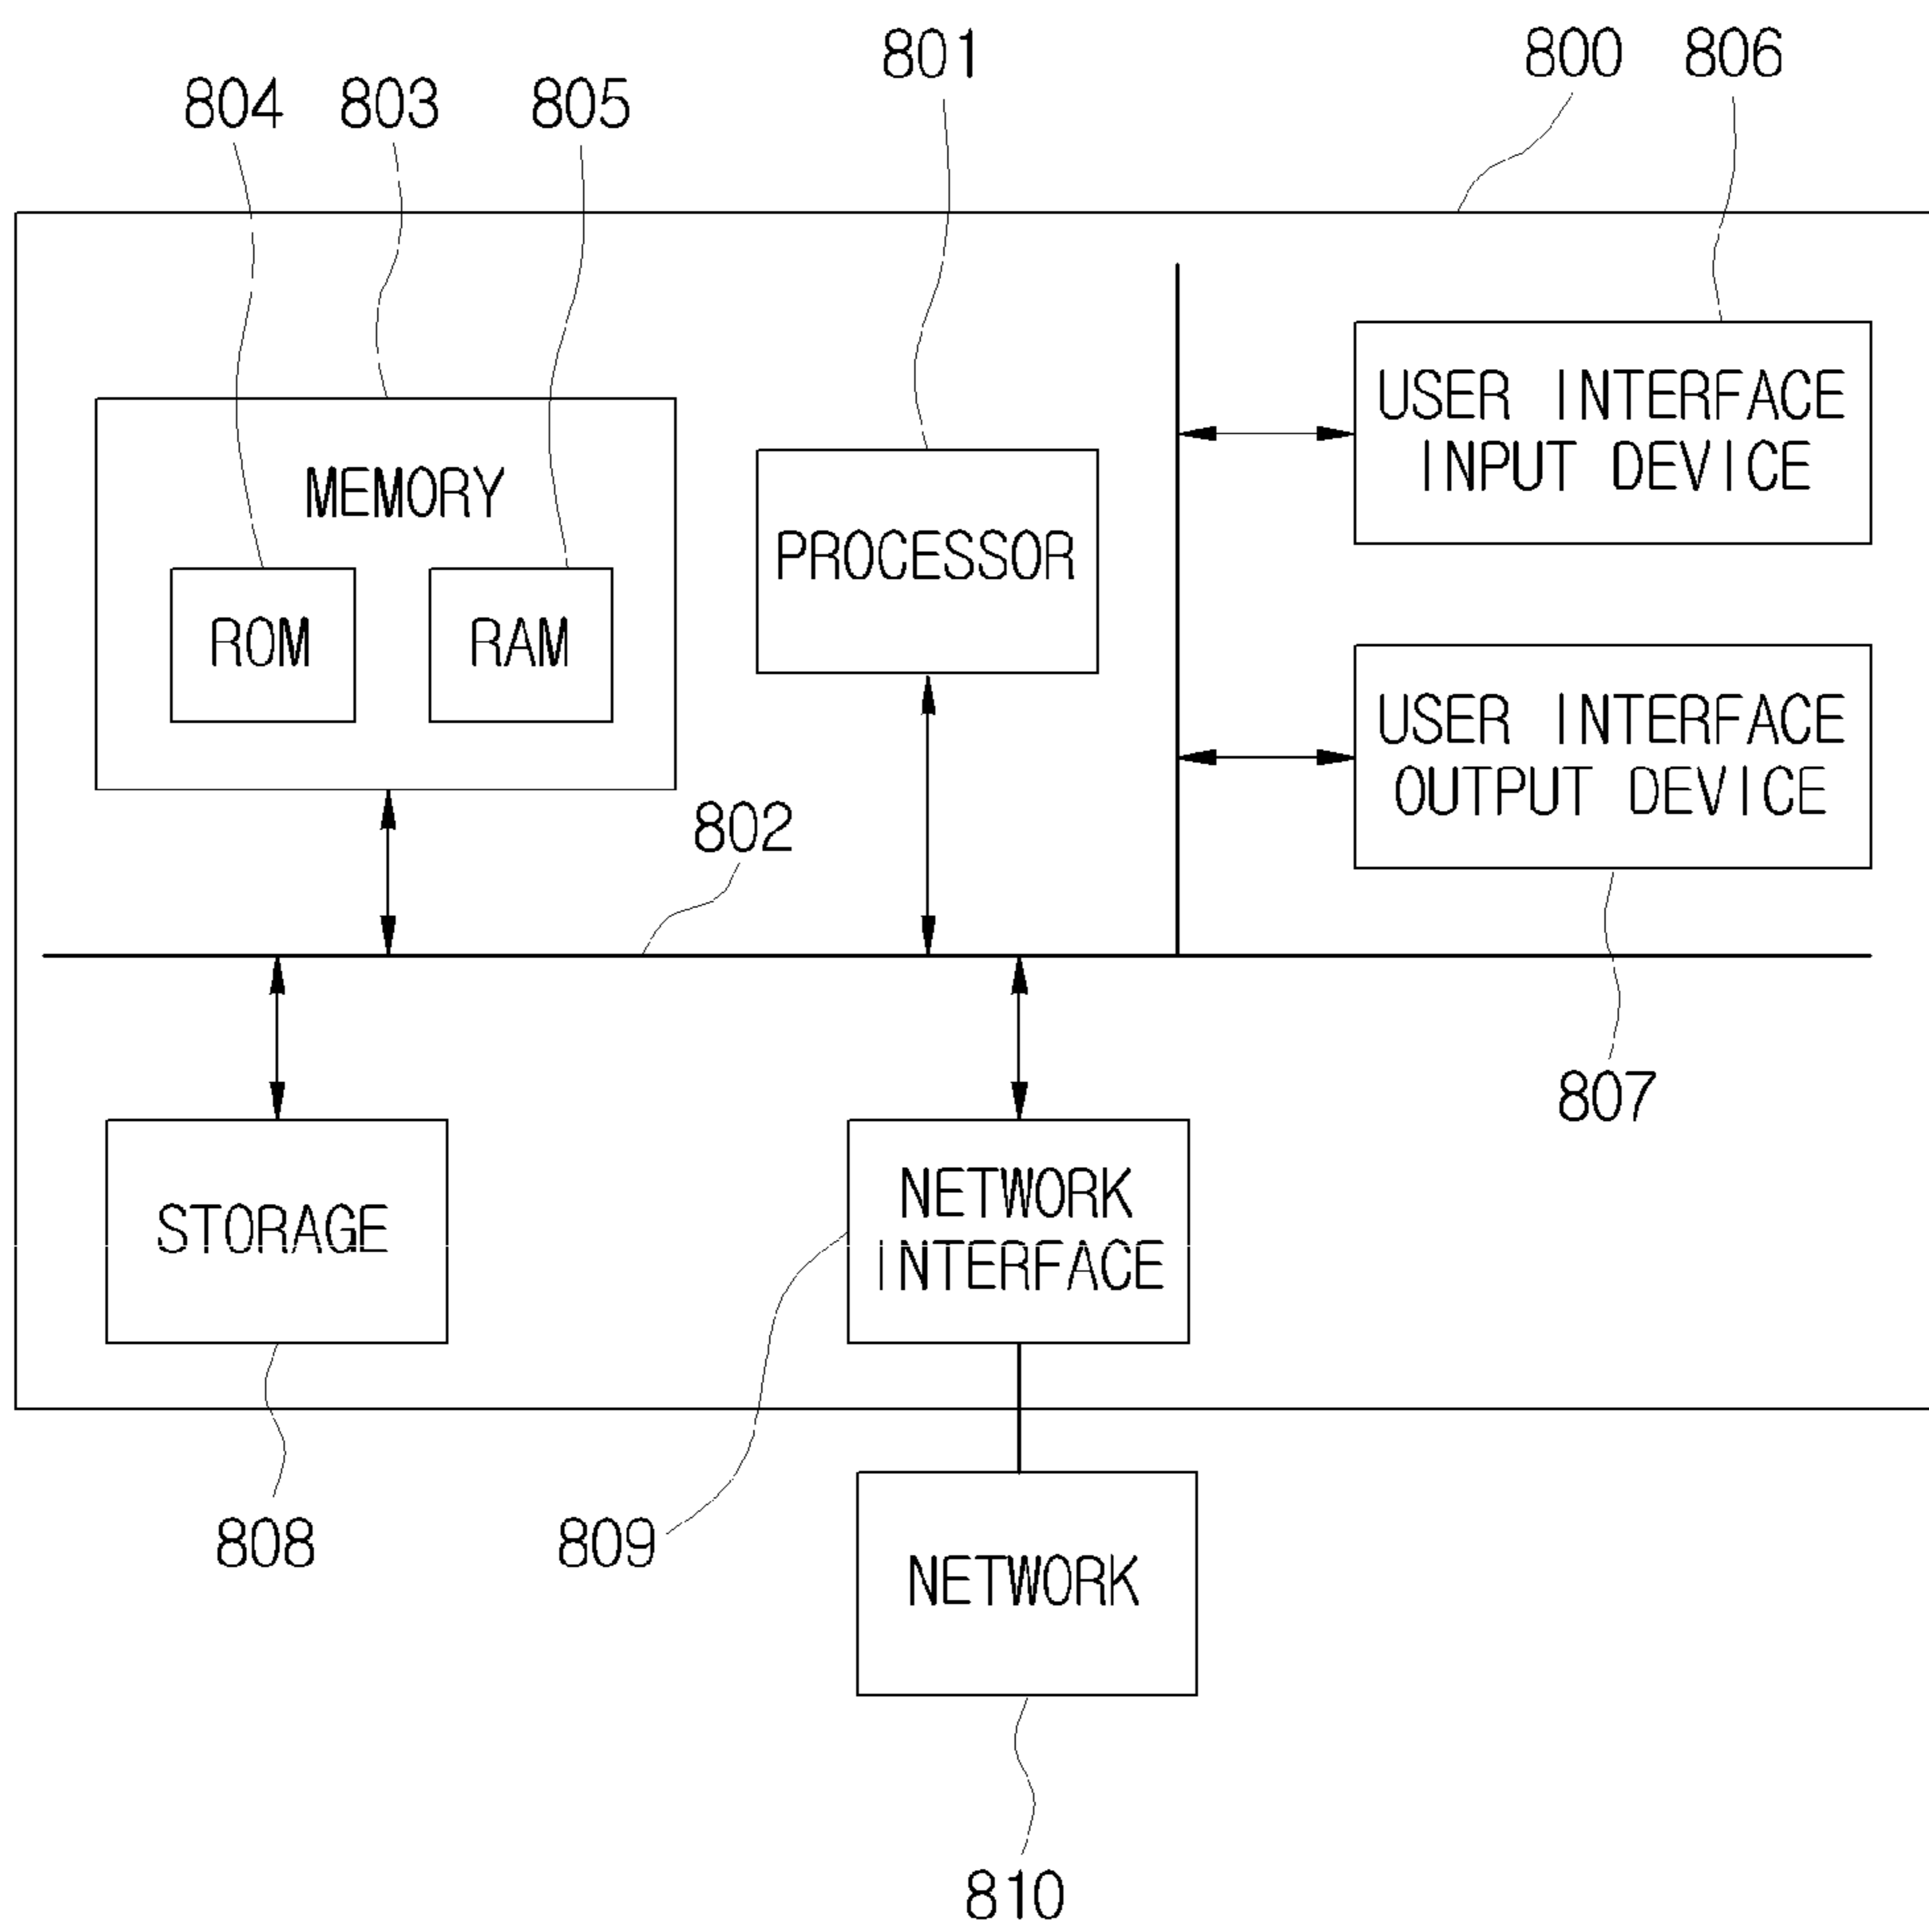 801
800
806
804
803
805
USER INTERFACE
INPUT DEVICE
MEMORY
PROCESSOR
ROM
RAM
USER INTERFACE
OUTPUT DEVICE
802
807
STORAGE
NETWORK
INTERFACE
808
809
NETWORK
810